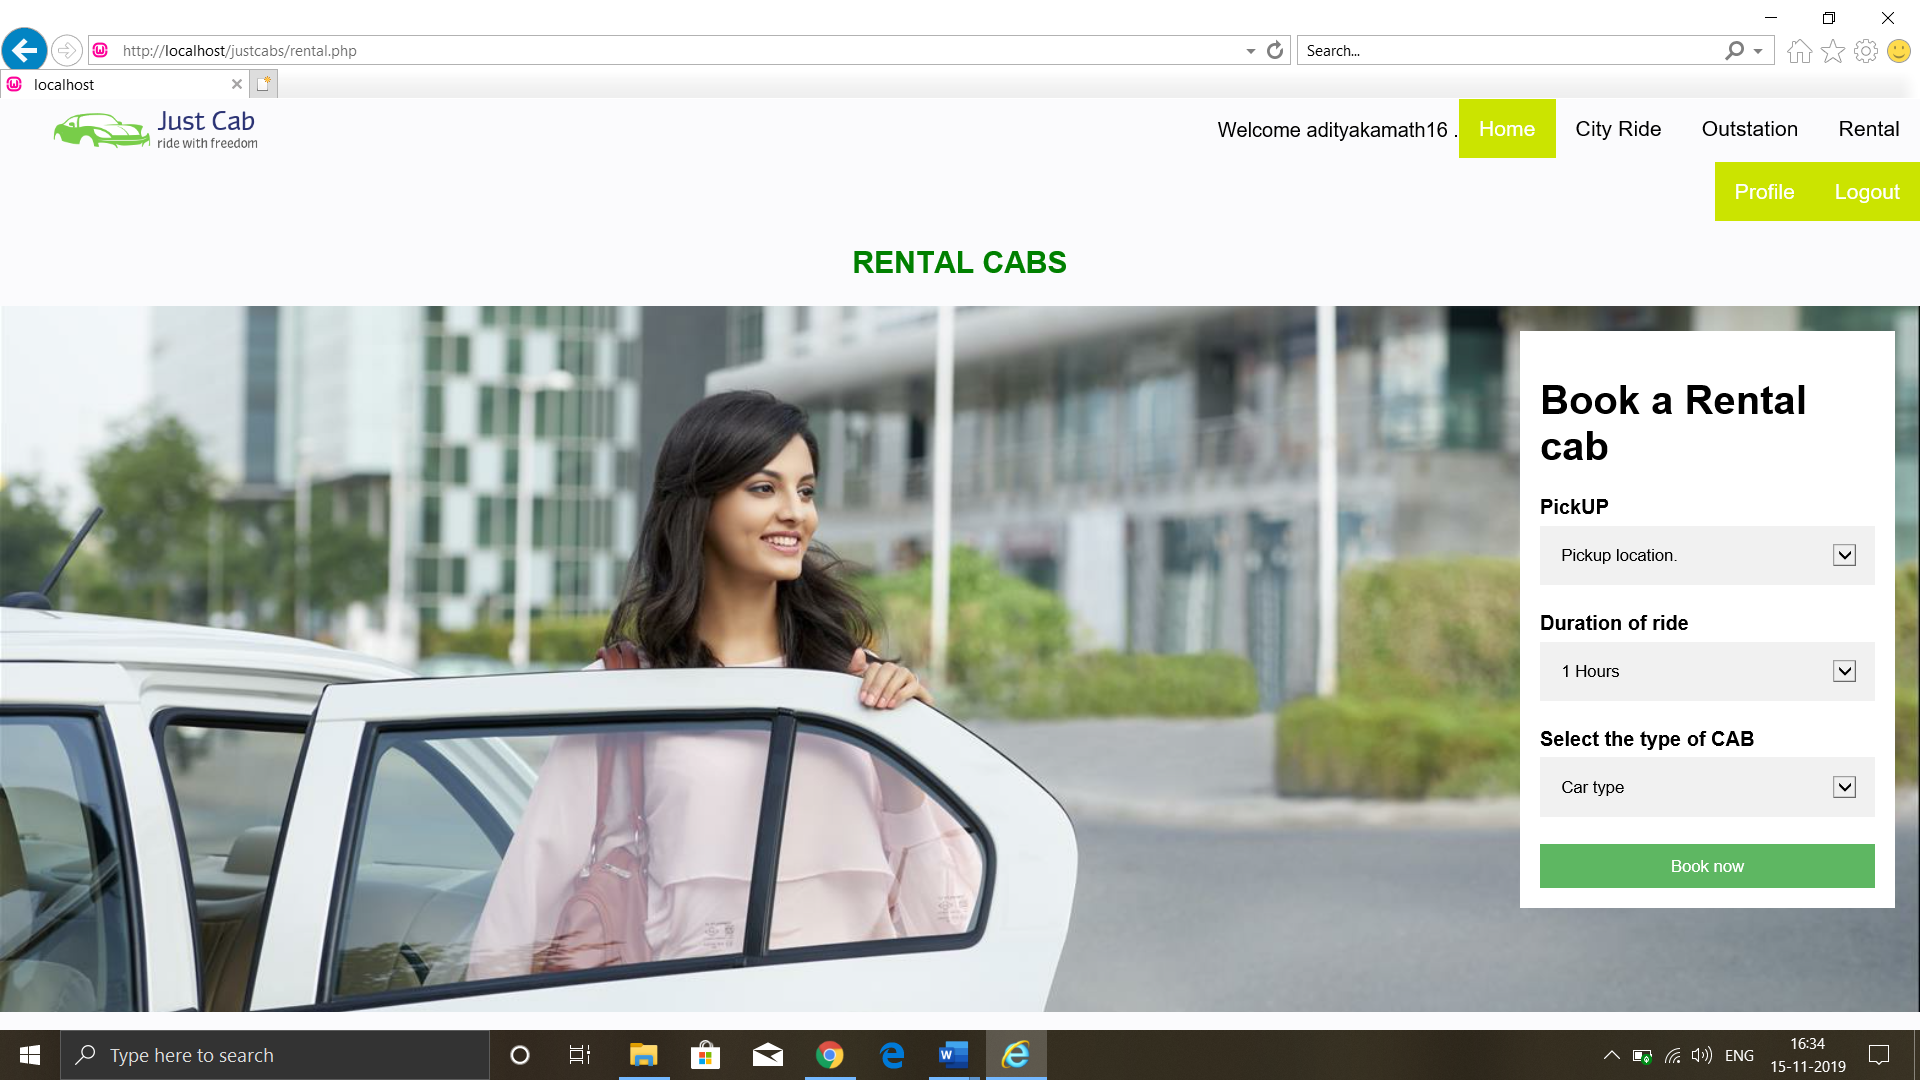 http://localhost/justcabs/rental.php
Search...
localhost
Just Cab
ride with freedom
Welcome adityakamath16 .
Home
City Ride
Outstation
Rental
Profile
Logout
RENTAL CABS
Book a Rental
cab
PickUP
Pickup location.
Duration of ride
1 Hours
Select the type of CAB
Car type
Book now
Type here to search
ENG
16:34
15-11-2019